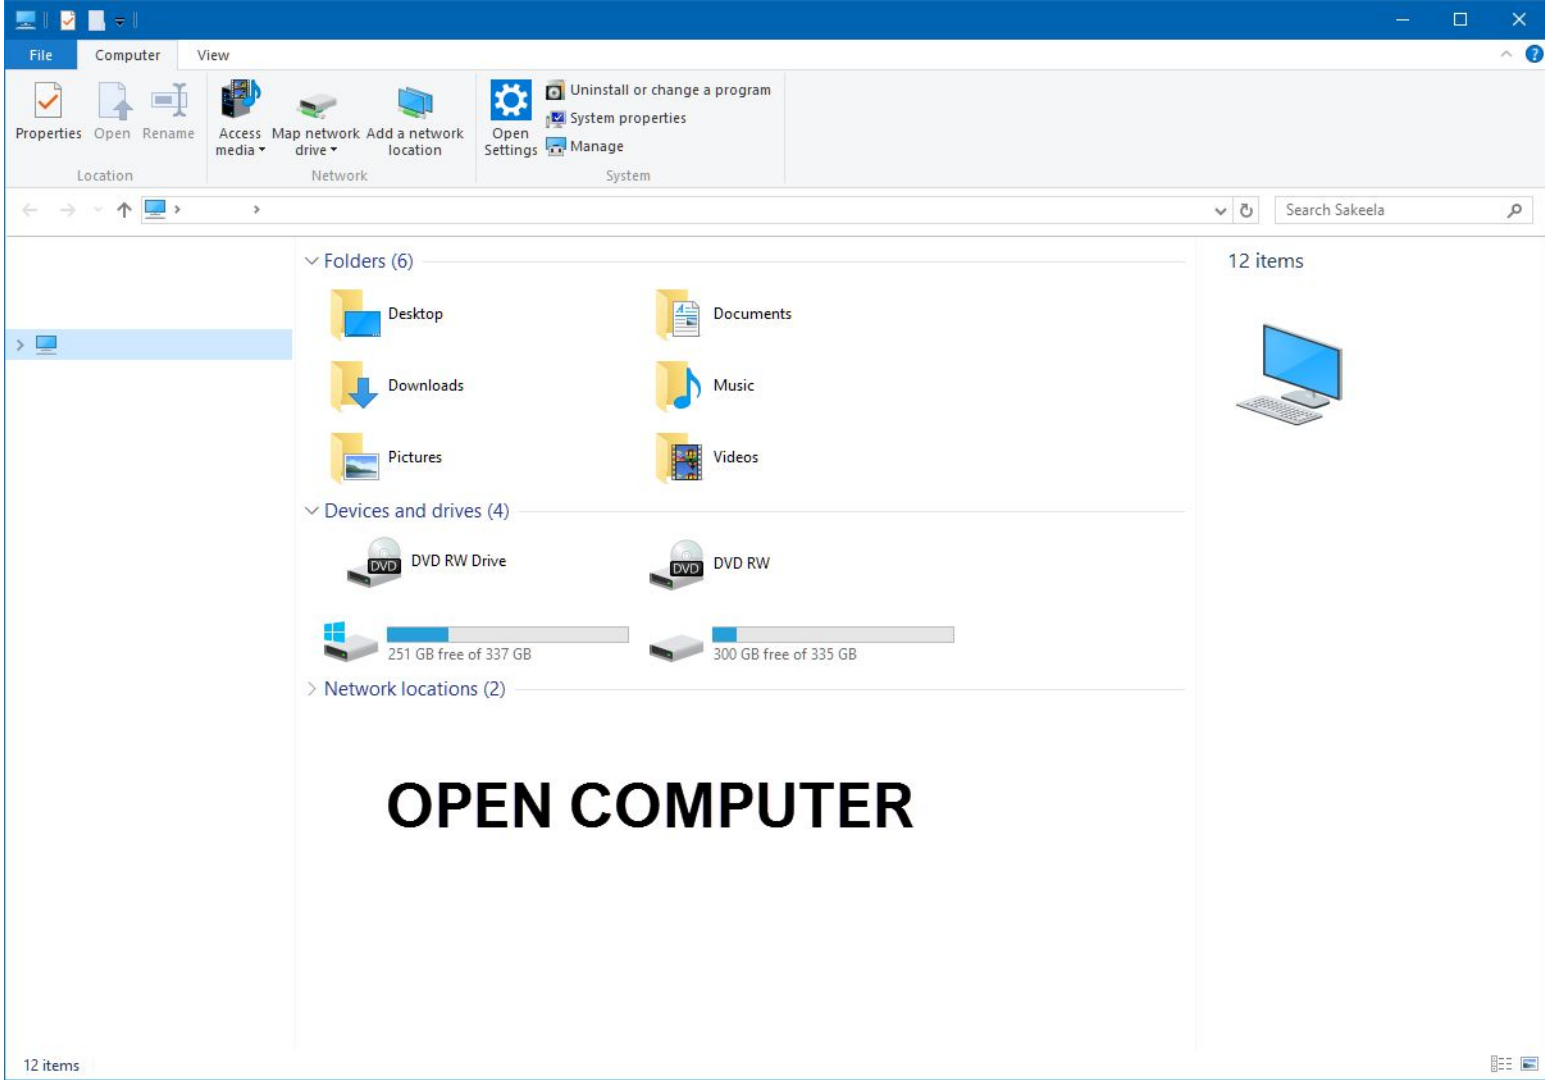 File Computer View
Properties Open Rename Access media Map network drive Add a network location Open Settings Uninstall or change a program
System properties
Manage
Location Network System
Search Sakeela
Folders (6)
12 items
Desktop Documents
Downloads Music
Pictures Videos
Devices and drives (4)
DVD RW Drive DVD RW
DVD DVD
251 GB free of 337 GB 300 GB free of 335 GB
Network locations (2)
OPEN COMPUTER
12 items